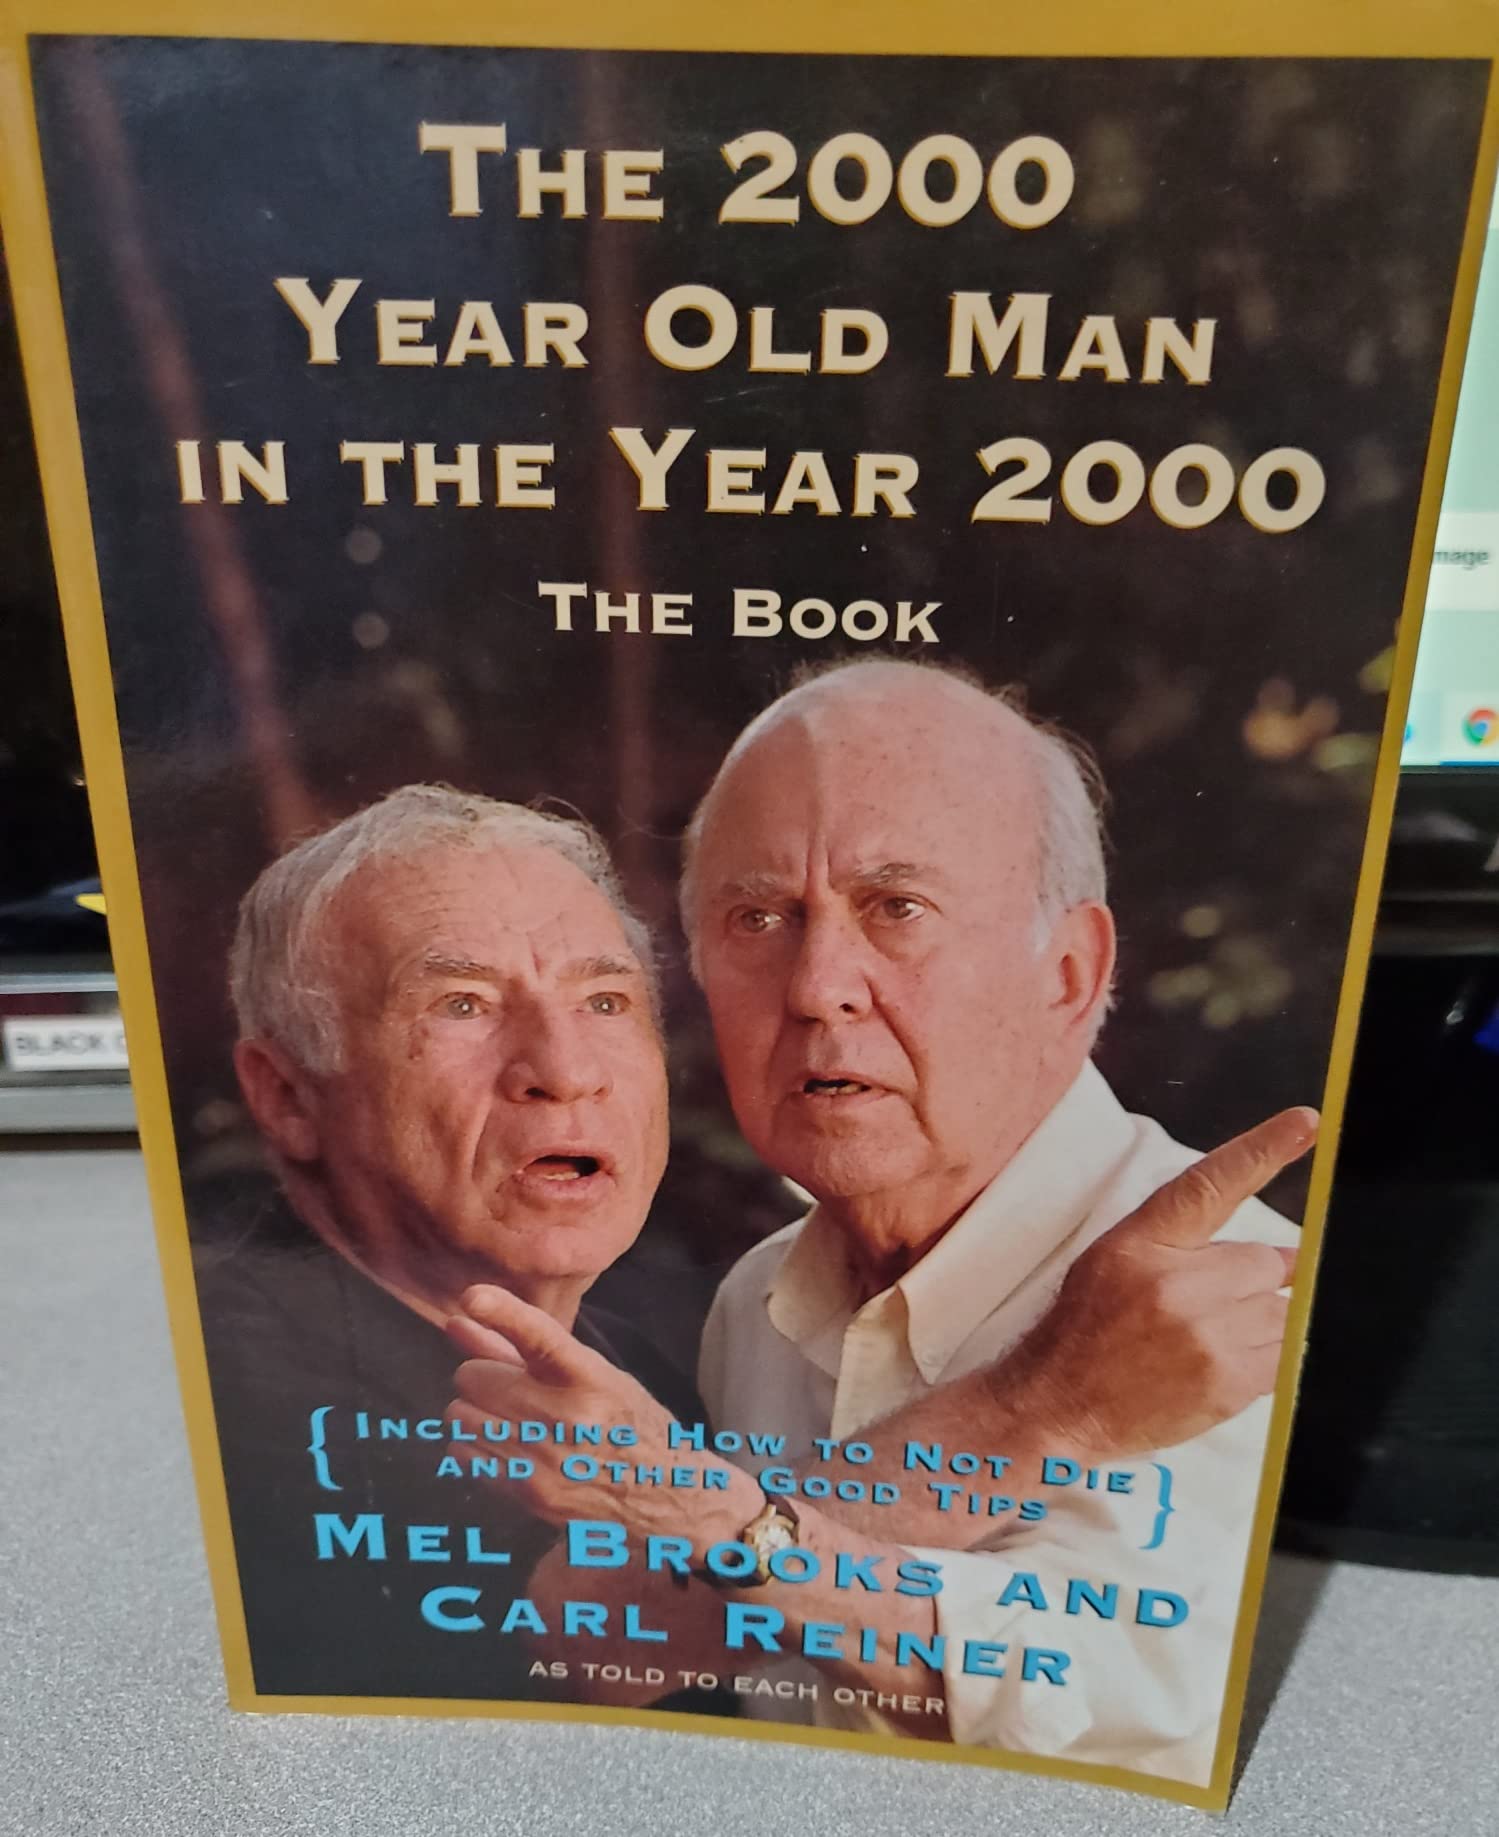 THE 2000
YEAR OLD MAN
IN THE YEAR 2000
THE BOOK
{INCLUDING HOW TO NOT DIE
AND OTHER GOOD TIPS}
MEL BROOKS AND
CARL REINER
AS TOLD TO EACH OTHER
BLACK